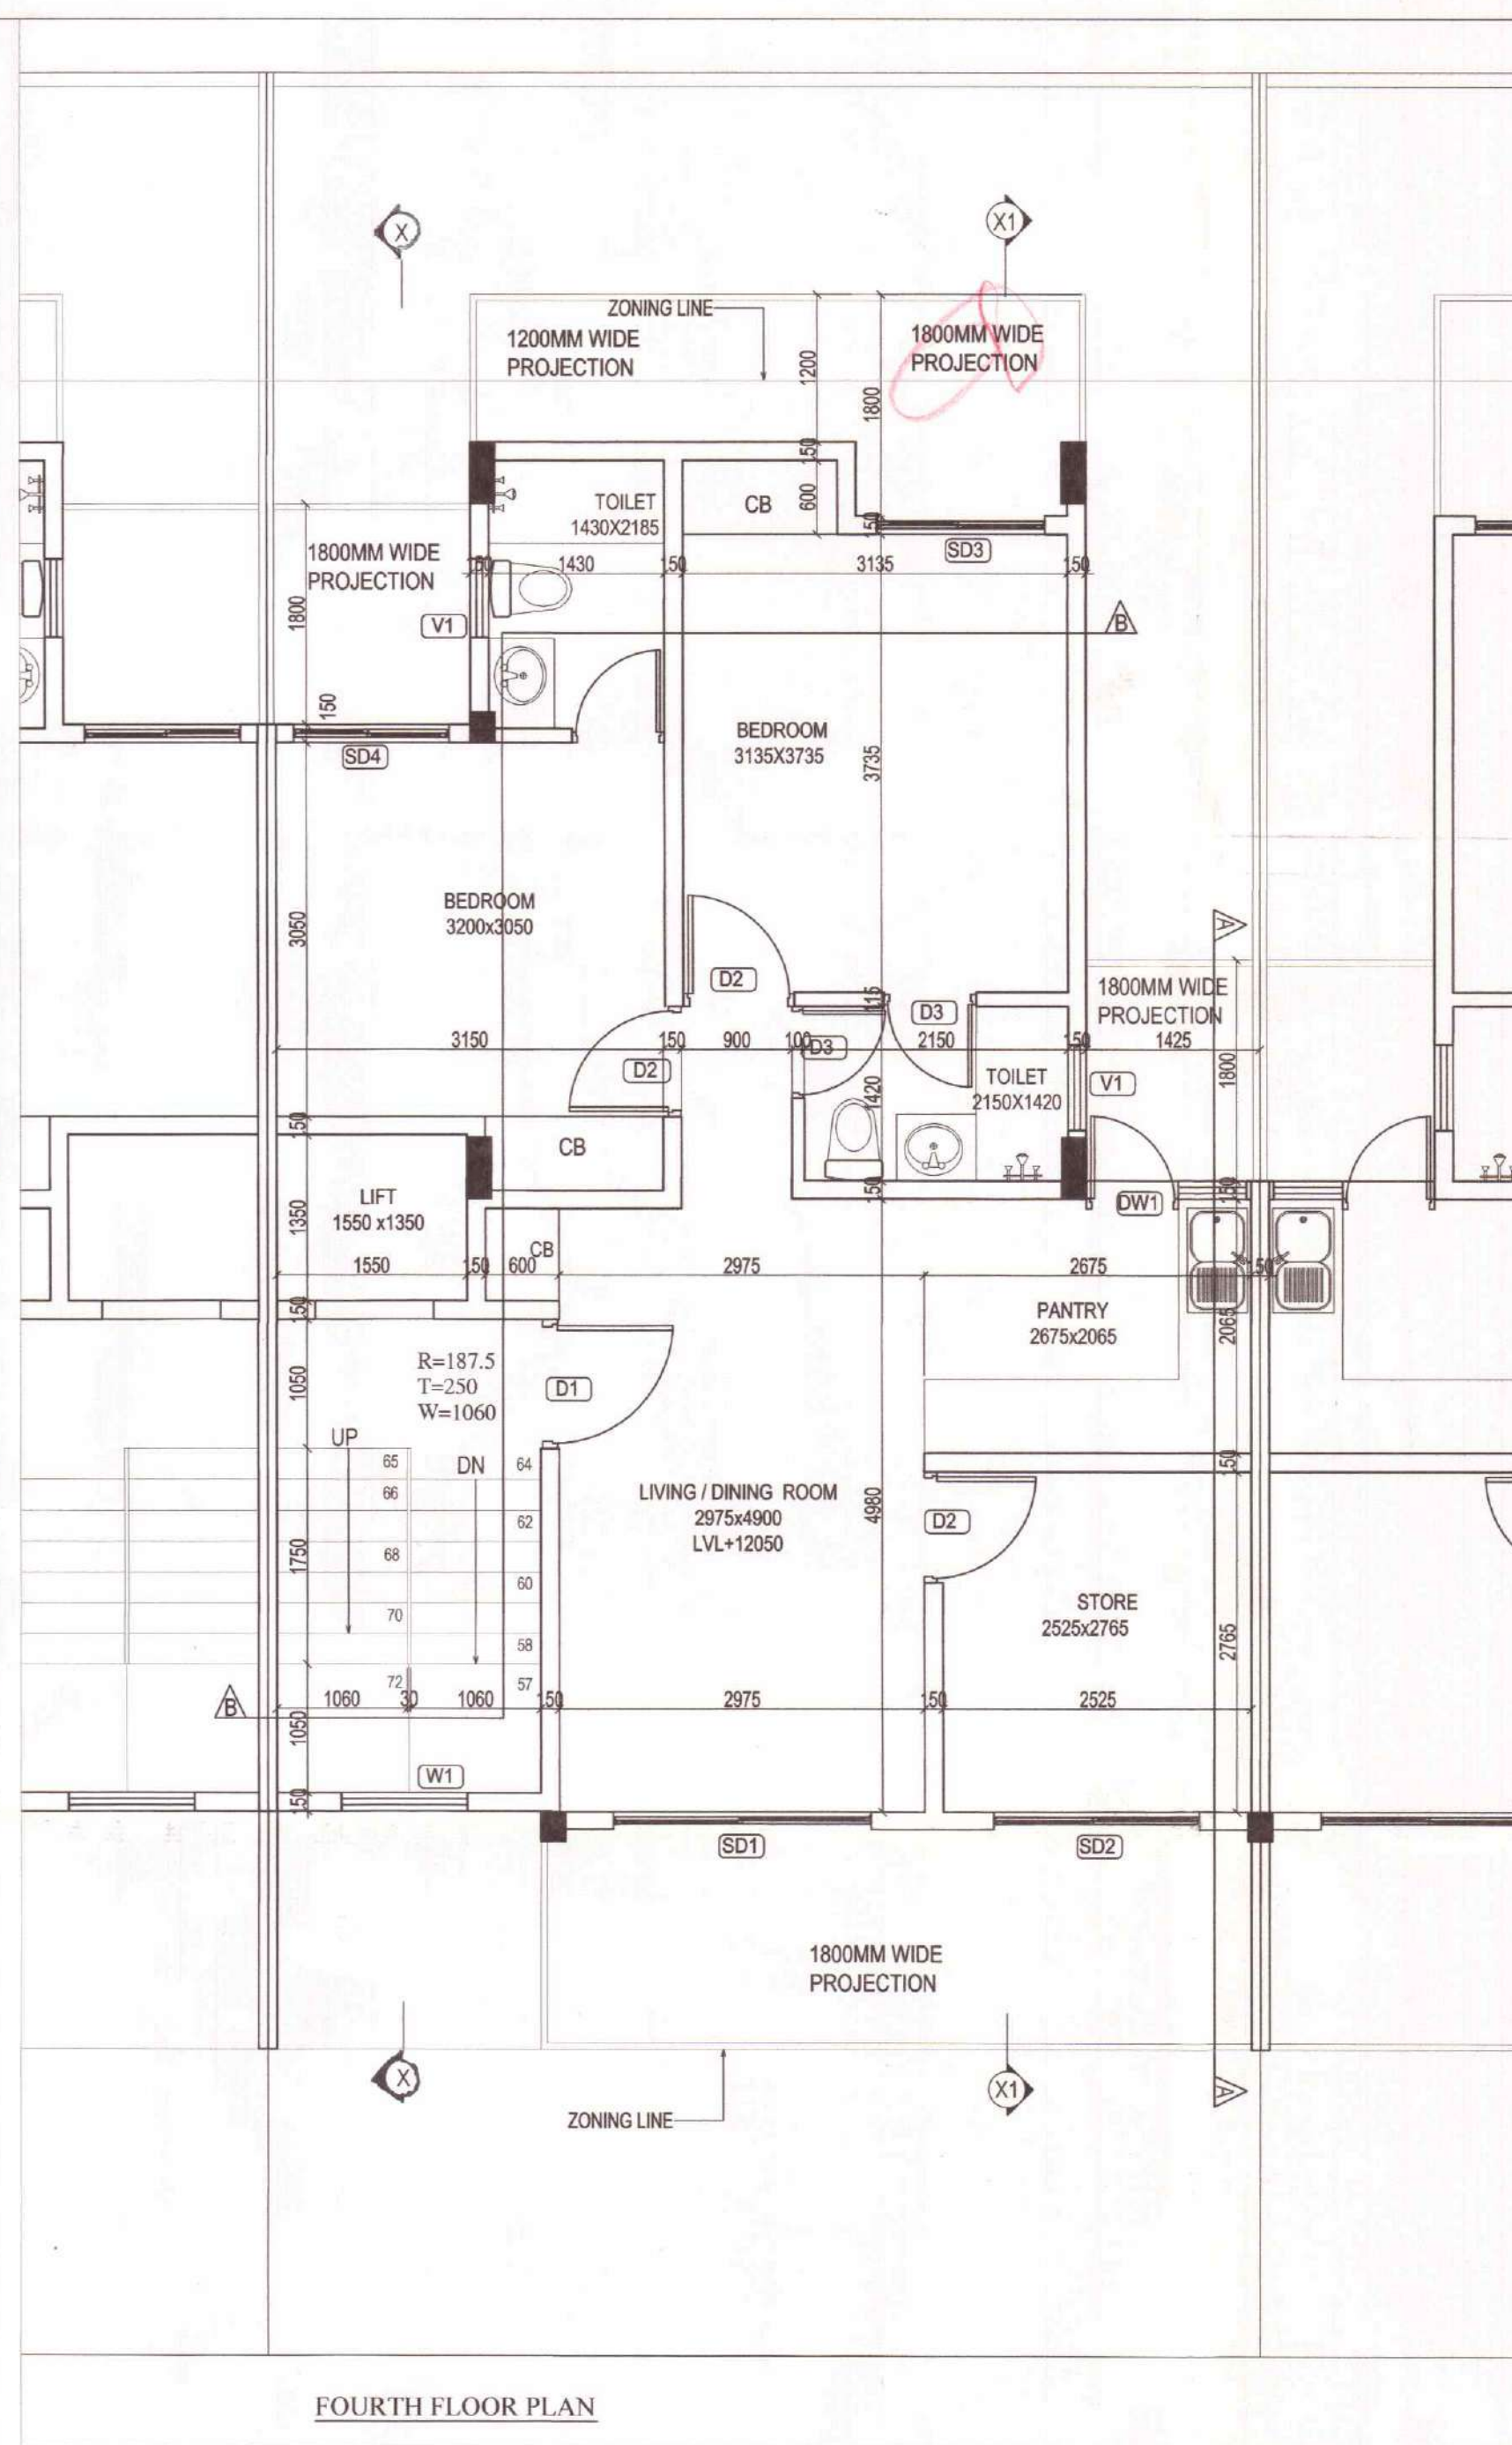 X
X1
ZONING LINE
1200MM WIDE
PROJECTION
1800MM WIDE
PROJECTION
1200
1800
150
600
150
TOILET
1430X2185
CB
SD3
1800MM WIDE
PROJECTION
150
1430
150
3135
150
1800
V1
B
150
SD4
BEDROOM
3135X3735
3735
BEDROOM
3200x3050
3050
A
D2
115
D3
1800MM WIDE
PROJECTION
3150
150
900
100
D3
2150
150
1425
D2
1420
TOILET
2150X1420
V1
1800
150
CB
LIFT
1550 x1350
1350
150
DW1
150
1550
150
600
CB
2975
2675
150
150
PANTRY
2675x2065
2065
R=187.5
T=250
W=1060
1050
D1
UP
65
DN
64
150
66
LIVING / DINING ROOM
2975x4900
LVL+12050
4980
62
D2
1750
68
60
STORE
2525x2765
70
2765
58
72
57
B
1060
30
1060
150
2975
150
2525
1050
W1
150
SD1
SD2
1800MM WIDE
PROJECTION
X
X1
A
ZONING LINE
FOURTH FLOOR PLAN